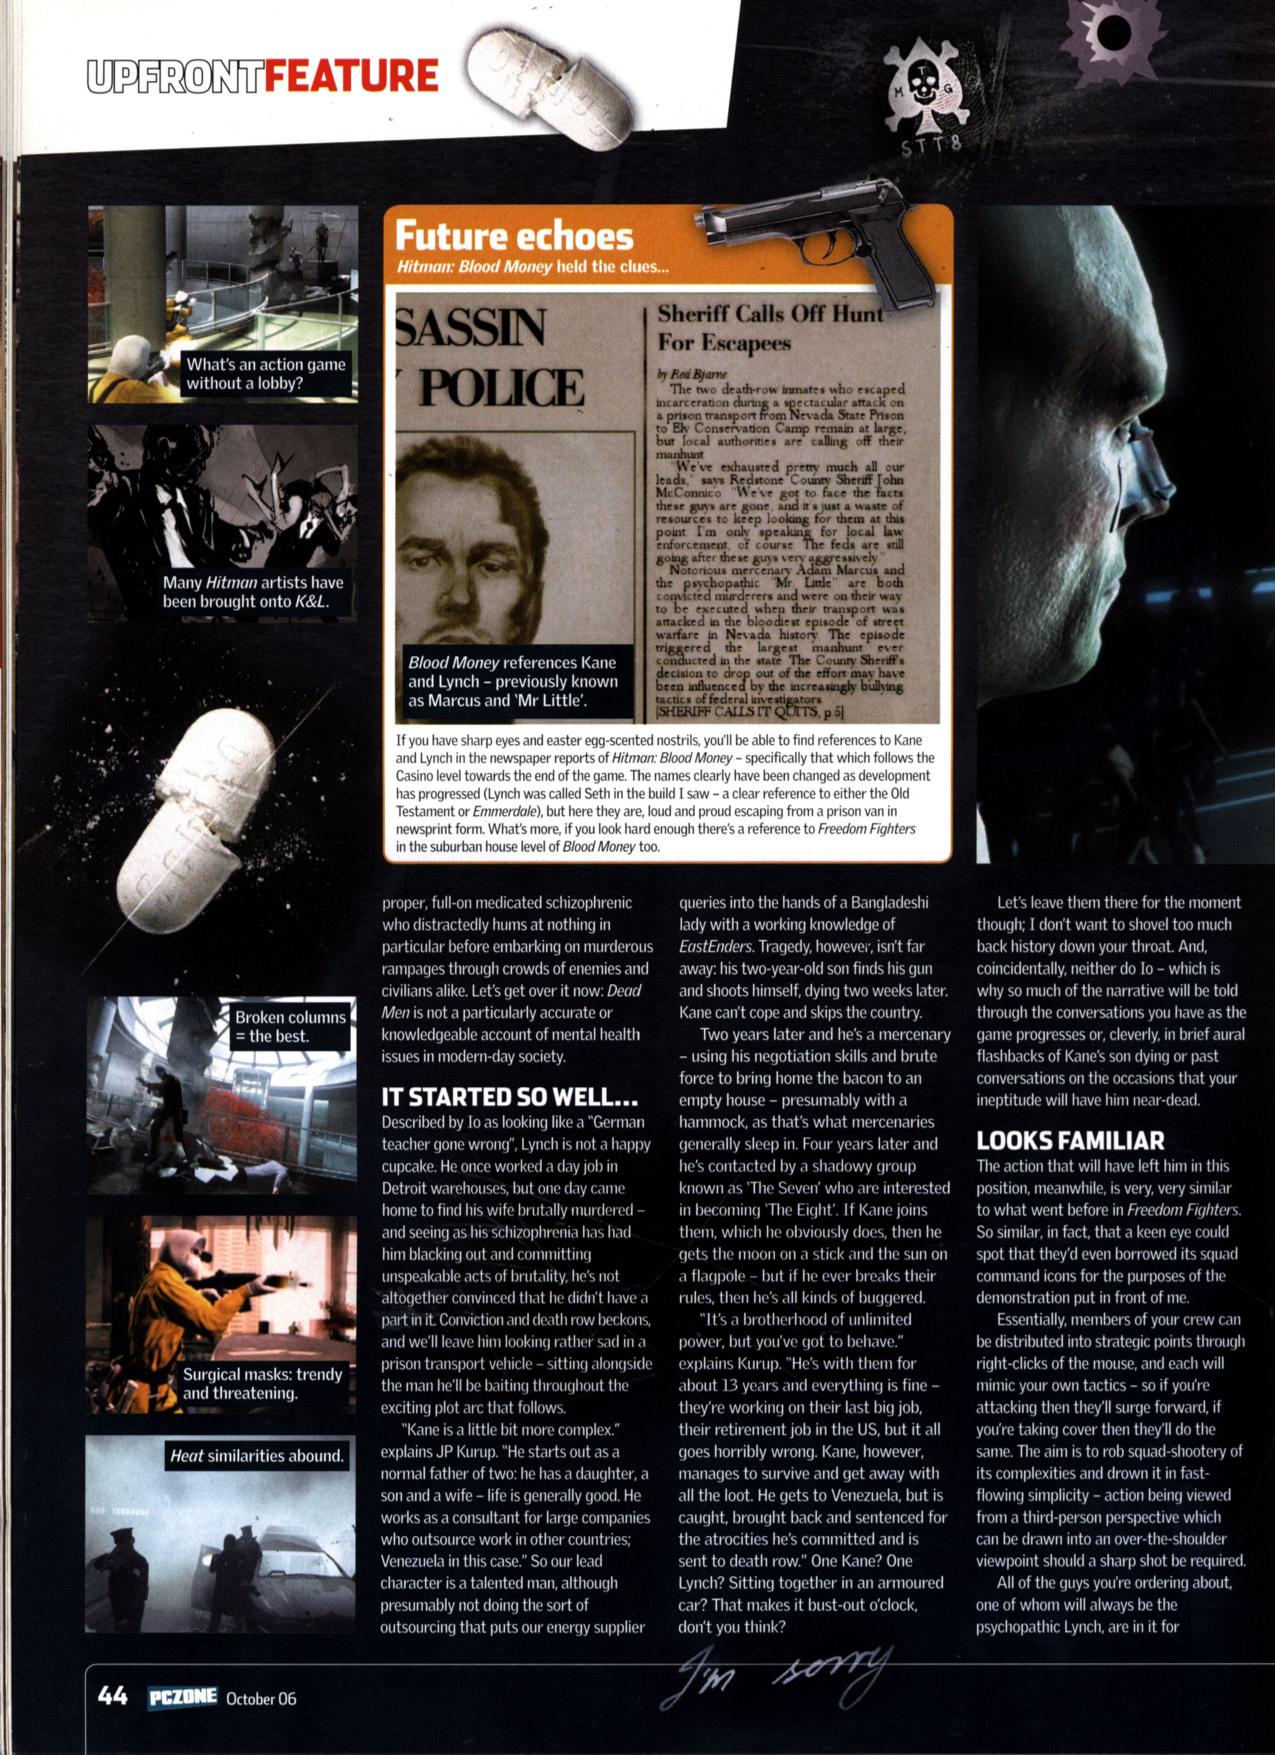 UPFRONTFEATURE
T
M G
STT8
What's an action game
without a lobby?
Many Hitman artists have
been brought onto K&L.
Broken columns
= the best.
Surgical masks: trendy
and threatening.
Heat similarities abound.
Future echoes
Hitman: Blood Money held the clues...
SASSIN
POLICE
Blood Money references Kane
and Lynch – previously known
as Marcus and 'Mr Little'.
Sheriff Calls Off Hunt
For Escapees
by Red Bjarne
The two death-row inmates who escaped
incarceration during a spectacular attack on
a prison transport from Nevada State Prison
to Ely Conservation Camp remain at large,
but local authorities are calling off their
manhunt
"We've exhausted pretty much all our
leads," says Redstone County Sheriff John
McConnico "We've got to face the facts
these guys are gone, and it's just a waste of
resources to keep looking for them at this
point I'm only speaking for local law
enforcement, of course The feds are still
going after these guys very aggressively"
Notorious mercenary Adam Marcus and
the psychopathic "Mr Little" are both
convicted murderers and were on their way
to be executed when their transport was
attacked in the bloodiest episode of street
warfare in Nevada history The episode
triggered the largest manhunt ever
conducted in the state The County Sheriff's
decision to drop out of the effort may have
been influenced by the increasingly bullying
tactics of federal investigators
[SHERIFF CALLS IT QUITS, p 5]
If you have sharp eyes and easter egg-scented nostrils, you'll be able to find references to Kane
and Lynch in the newspaper reports of Hitman: Blood Money – specifically that which follows the
Casino level towards the end of the game. The names clearly have been changed as development
has progressed (Lynch was called Seth in the build I saw – a clear reference to either the Old
Testament or Emmerdale), but here they are, loud and proud escaping from a prison van in
newsprint form. What's more, if you look hard enough there's a reference to Freedom Fighters
in the suburban house level of Blood Money too.
proper, full-on medicated schizophrenic
who distractedly hums at nothing in
particular before embarking on murderous
rampages through crowds of enemies and
civilians alike. Let's get over it now: Dead
Men is not a particularly accurate or
knowledgeable account of mental health
issues in modern-day society.
IT STARTED SO WELL...
Described by Io as looking like a "German
teacher gone wrong", Lynch is not a happy
cupcake. He once worked a day job in
Detroit warehouses, but one day came
home to find his wife brutally murdered –
and seeing as his schizophrenia has had
him blacking out and committing
unspeakable acts of brutality, he's not
altogether convinced that he didn't have a
part in it. Conviction and death row beckons,
and we'll leave him looking rather sad in a
prison transport vehicle – sitting alongside
the man he'll be baiting throughout the
exciting plot arc that follows.
"Kane is a little bit more complex."
explains JP Kurup. "He starts out as a
normal father of two: he has a daughter, a
son and a wife – life is generally good. He
works as a consultant for large companies
who outsource work in other countries;
Venezuela in this case." So our lead
character is a talented man, although
presumably not doing the sort of
outsourcing that puts our energy supplier
queries into the hands of a Bangladeshi
lady with a working knowledge of
EastEnders. Tragedy, however, isn't far
away: his two-year-old son finds his gun
and shoots himself, dying two weeks later.
Kane can't cope and skips the country.
Two years later and he's a mercenary
– using his negotiation skills and brute
force to bring home the bacon to an
empty house – presumably with a
hammock, as that's what mercenaries
generally sleep in. Four years later and
he's contacted by a shadowy group
known as 'The Seven' who are interested
in becoming 'The Eight'. If Kane joins
them, which he obviously does, then he
gets the moon on a stick and the sun on
a flagpole – but if he ever breaks their
rules, then he's all kinds of buggered.
"It's a brotherhood of unlimited
power, but you've got to behave."
explains Kurup. "He's with them for
about 13 years and everything is fine –
they're working on their last big job,
their retirement job in the US, but it all
goes horribly wrong. Kane, however,
manages to survive and get away with
all the loot. He gets to Venezuela, but is
caught, brought back and sentenced for
the atrocities he's committed and is
sent to death row." One Kane? One
Lynch? Sitting together in an armoured
car? That makes it bust-out o'clock,
don't you think?
Let's leave them there for the moment
though; I don't want to shovel too much
back history down your throat. And,
coincidentally, neither do Io – which is
why so much of the narrative will be told
through the conversations you have as the
game progresses or, cleverly, in brief aural
flashbacks of Kane's son dying or past
conversations on the occasions that your
ineptitude will have him near-dead.
LOOKS FAMILIAR
The action that will have left him in this
position, meanwhile, is very, very similar
to what went before in Freedom Fighters.
So similar, in fact, that a keen eye could
spot that they'd even borrowed its squad
command icons for the purposes of the
demonstration put in front of me.
Essentially, members of your crew can
be distributed into strategic points through
right-clicks of the mouse, and each will
mimic your own tactics – so if you're
attacking then they'll surge forward, if
you're taking cover then they'll do the
same. The aim is to rob squad-shootery of
its complexities and drown it in fast-
flowing simplicity – action being viewed
from a third-person perspective which
can be drawn into an over-the-shoulder
viewpoint should a sharp shot be required.
All of the guys you're ordering about,
one of whom will always be the
psychopathic Lynch, are in it for
I'm sorry
44 PCZONE October 06